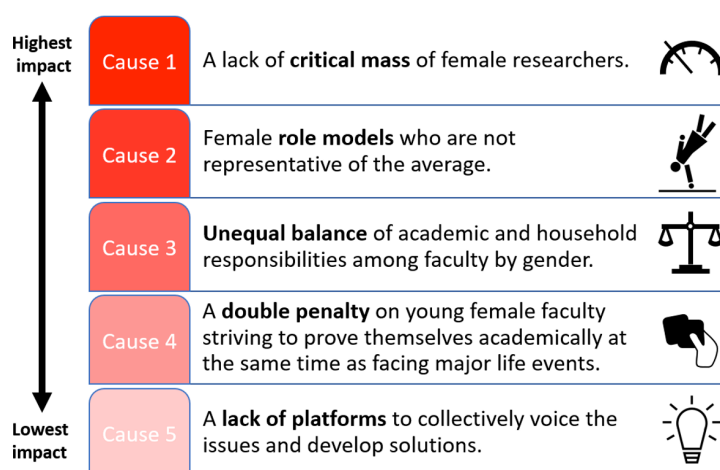 Highest
impact
Cause 1
A lack of critical mass of female researchers.
Cause 2
Female role models who are not
representative of the average.
Cause 3
Unequal balance of academic and household
responsibilities among faculty by gender.
Cause 4
A double penalty on young female faculty
striving to prove themselves academically at
the same time as facing major life events.
Lowest
impact
Cause 5
A lack of platforms to collectively voice the
issues and develop solutions.